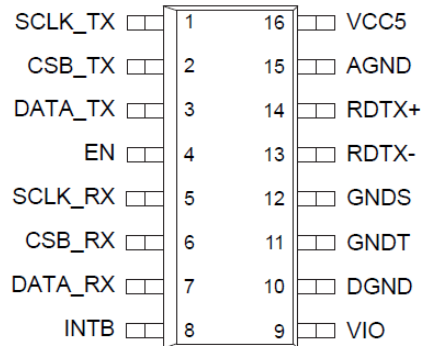 SCLK_TX 1 16 VCC5
CSB_TX 2 15 AGND
DATA_TX 3 14 RDTX+
EN 4 13 RDTX-
SCLK_RX 5 12 GNDS
CSB_RX 6 11 GNDT
DATA_RX 7 10 DGND
INTB 8 9 VIO